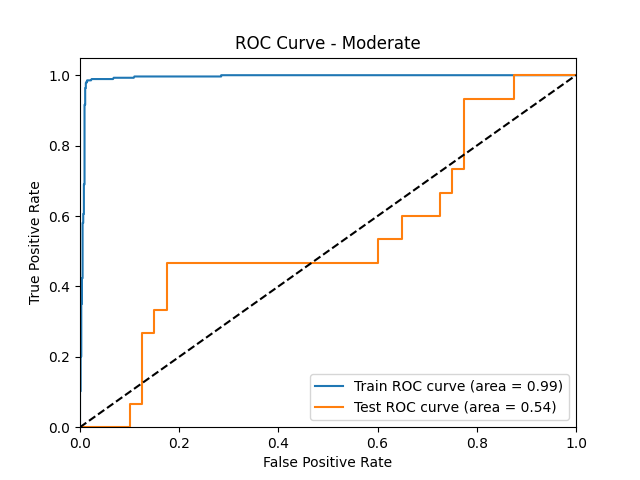 ROC Curve - Moderate
True Positive Rate
1.0
0.8
0.6
0.4
0.2
0.0
Train ROC curve (area = 0.99)
Test ROC curve (area = 0.54)
0.0 0.2 0.4 0.6 0.8 1.0
False Positive Rate